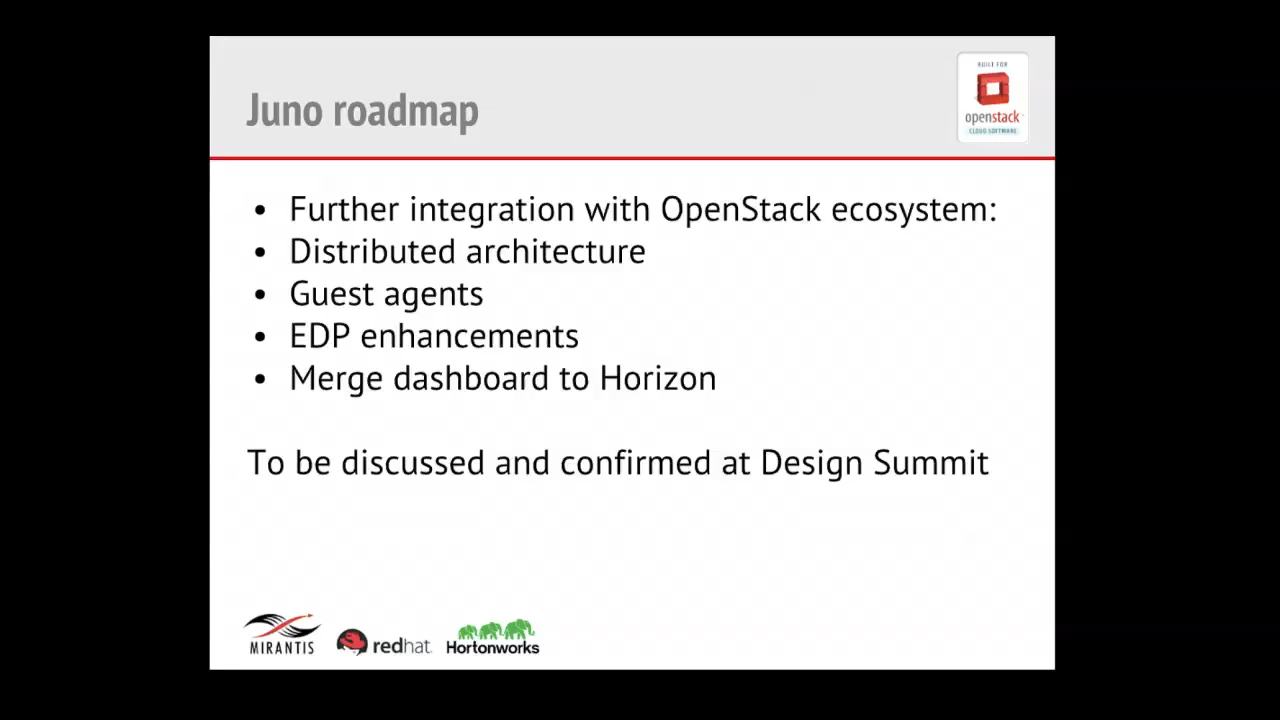 Juno roadmap
BUILT FOR
openstack
CLOUD SOFTWARE
• Further integration with OpenStack ecosystem:
• Distributed architecture
• Guest agents
• EDP enhancements
• Merge dashboard to Horizon
To be discussed and confirmed at Design Summit
MIRANTIS
redhat.
Hortonworks